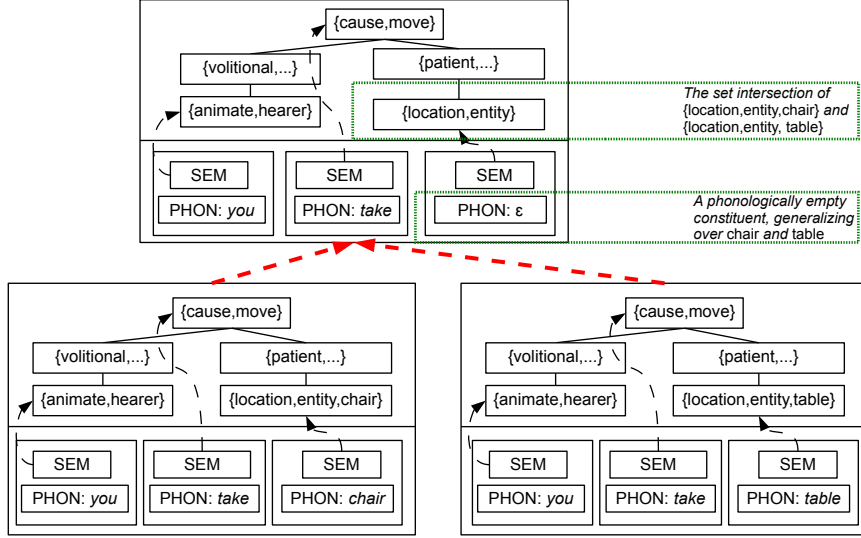 {cause,move}
{volitional,...}
{patient,...}
{animate,hearer}
{location,entity}
The set intersection of
{location,entity,chair} and
{location,entity, table}
SEM
SEM
SEM
PHON: you
PHON: take
PHON: ε
A phonologically empty
constituent, generalizing
over chair and table
{cause,move}
{volitional,...}
{patient,...}
{animate,hearer}
{location,entity,chair}
SEM
SEM
SEM
PHON: you
PHON: take
PHON: chair
{cause,move}
{volitional,...}
{patient,...}
{animate,hearer}
{location,entity,table}
SEM
SEM
SEM
PHON: you
PHON: take
PHON: table